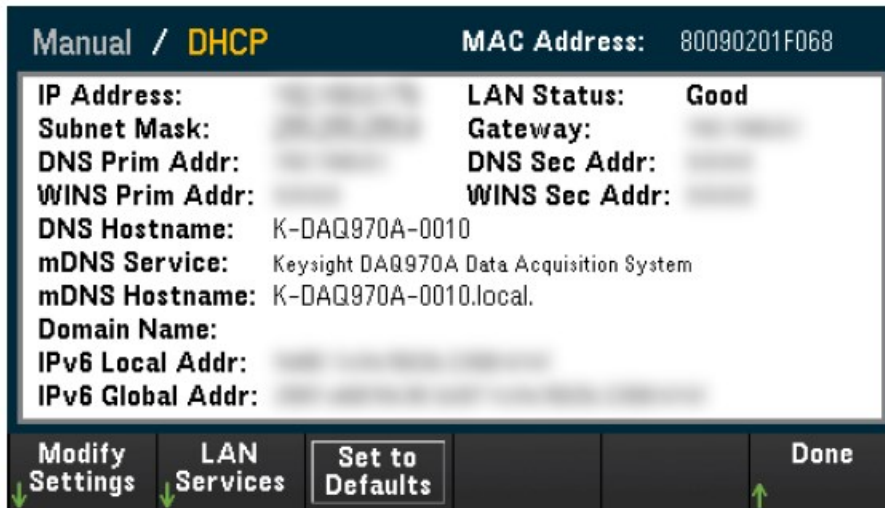 Manual / DHCP MAC Address: 80090201F068
IP Address: LAN Status: Good
Subnet Mask: Gateway:
DNS Prim Addr: DNS Sec Addr:
WINS Prim Addr: WINS Sec Addr:
DNS Hostname: K-DAQ970A-0010
mDNS Service: Keysight DAQ970A Data Acquisition System
mDNS Hostname: K-DAQ970A-0010.local.
Domain Name:
IPv6 Local Addr:
IPv6 Global Addr:
Modify LAN Set to Done
Settings Services Defaults